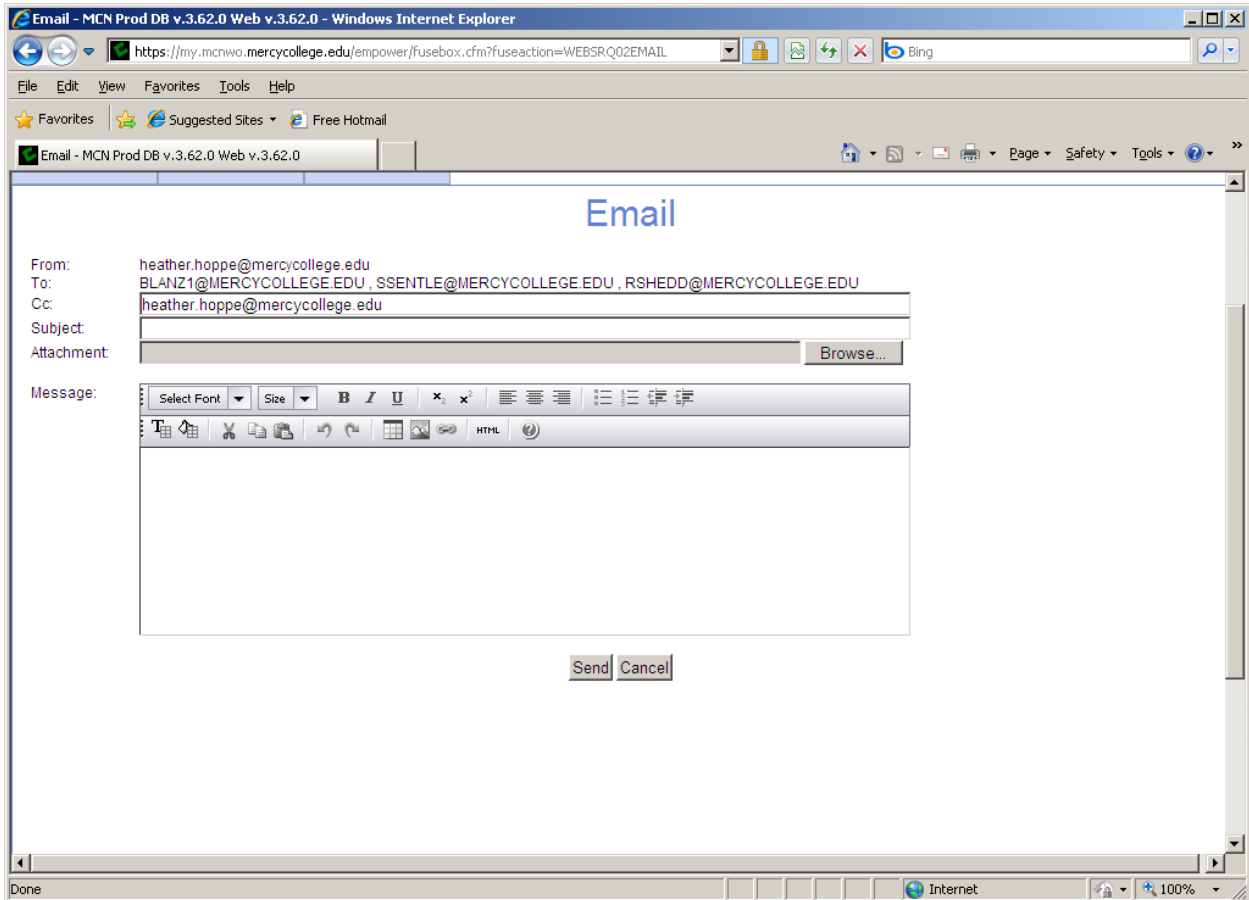 Email - MCN Prod DB v.3.62.0 Web v.3.62.0 - Windows Internet Explorer
https://my.mcnwo.mercycollege.edu/empower/fusebox.cfm?fuseaction=WEBSRQ02EMAIL
Bing
File Edit View Favorites Tools Help
Favorites Suggested Sites Free Hotmail
Email - MCN Prod DB v.3.62.0 Web v.3.62.0
Page Safety Tools »
Email
From: heather.hoppe@mercycollege.edu
To: BLANZ1@MERCYCOLLEGE.EDU , SSENTLE@MERCYCOLLEGE.EDU , RSHEDD@MERCYCOLLEGE.EDU
Cc: heather.hoppe@mercycollege.edu
Subject:
Attachment: Browse...
Message:
Select Font Size B I U x₂ x²
HTML
Send Cancel
Done Internet 100%